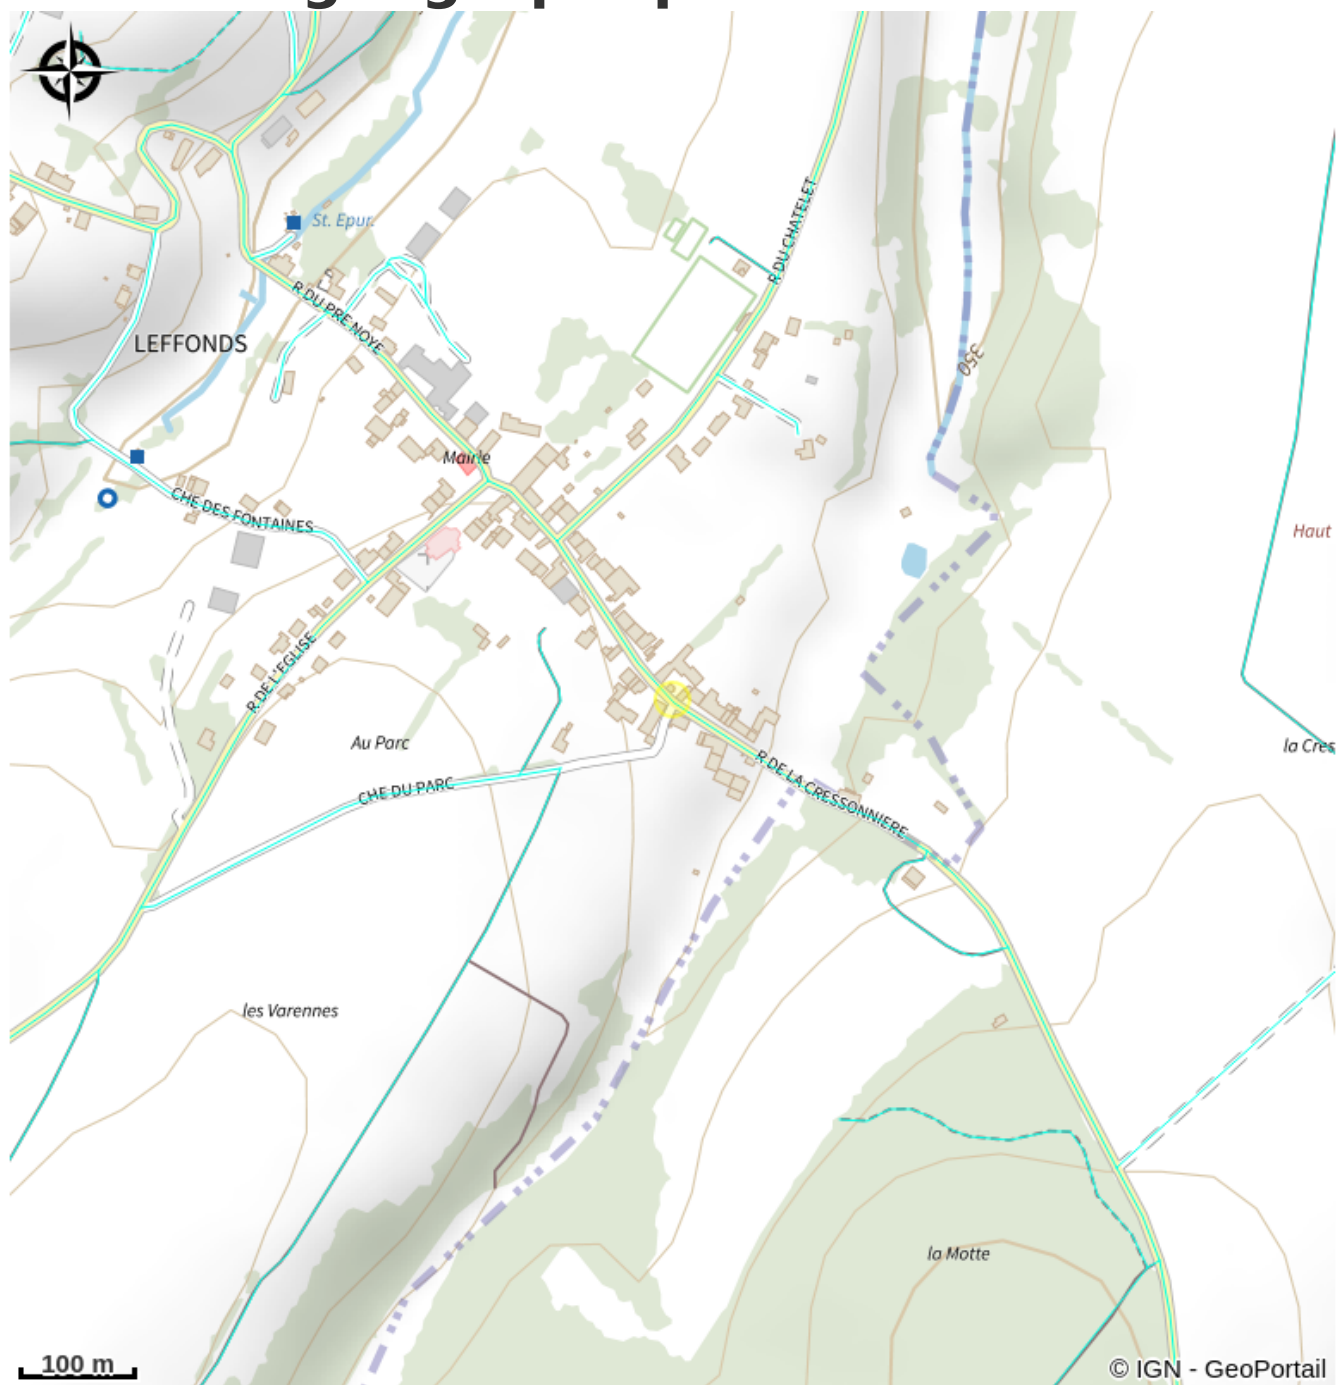 St. Epur.
R DU CHATELET
R DU PRE NOYE
LEFFONDS
350
Mairie
CHE DES FONTAINES
Haut
R DE L'EGLISE
Au Parc
la Cres
R DE LA CRESSONNIERE
CHE DU PARC
les Varennes
la Motte
100 m
© IGN - GeoPortail